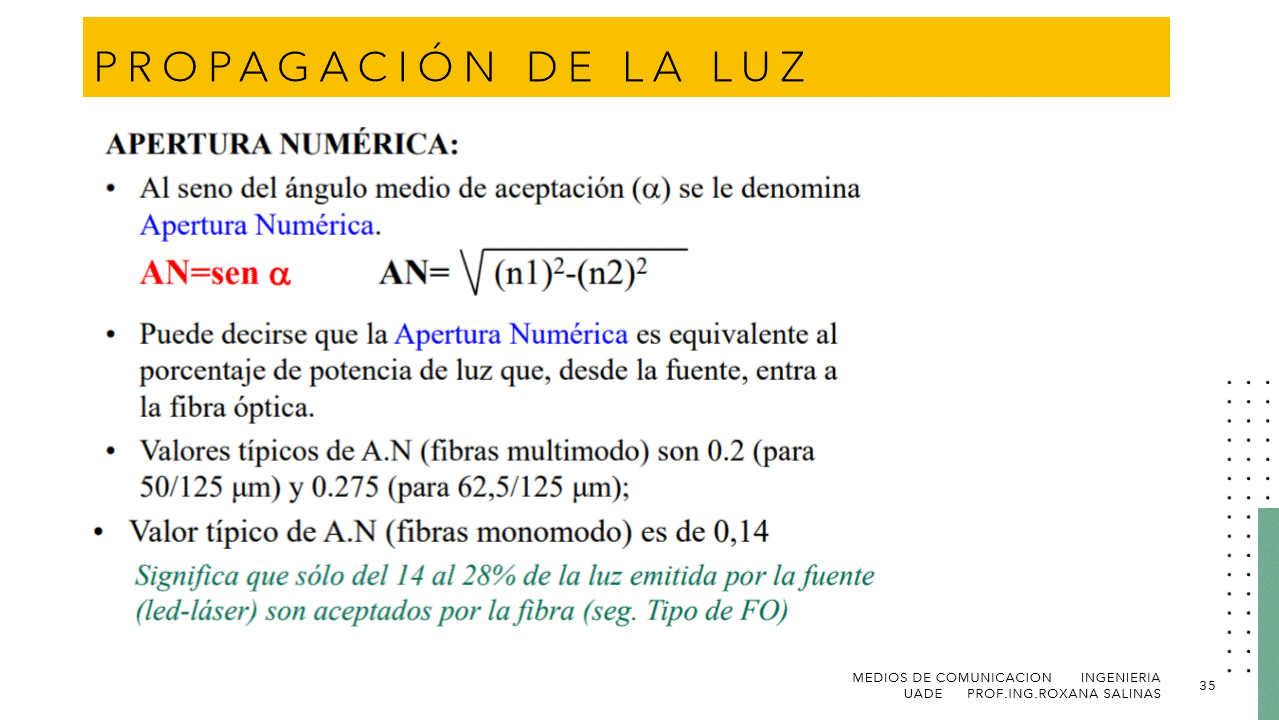 PROPAGACIÓN DE LA LUZ
APERTURA NUMÉRICA:
• Al seno del ángulo medio de aceptación (α) se le denomina
Apertura Numérica.
AN=sen α AN= √(n1)²-(n2)²
• Puede decirse que la Apertura Numérica es equivalente al
porcentaje de potencia de luz que, desde la fuente, entra a
la fibra óptica.
• Valores típicos de A.N (fibras multimodo) son 0.2 (para
50/125 μm) y 0.275 (para 62,5/125 μm);
• Valor típico de A.N (fibras monomodo) es de 0,14
Significa que sólo del 14 al 28% de la luz emitida por la fuente
(led-láser) son aceptados por la fibra (seg. Tipo de FO)
MEDIOS DE COMUNICACION INGENIERIA
UADE PROF.ING.ROXANA SALINAS
35